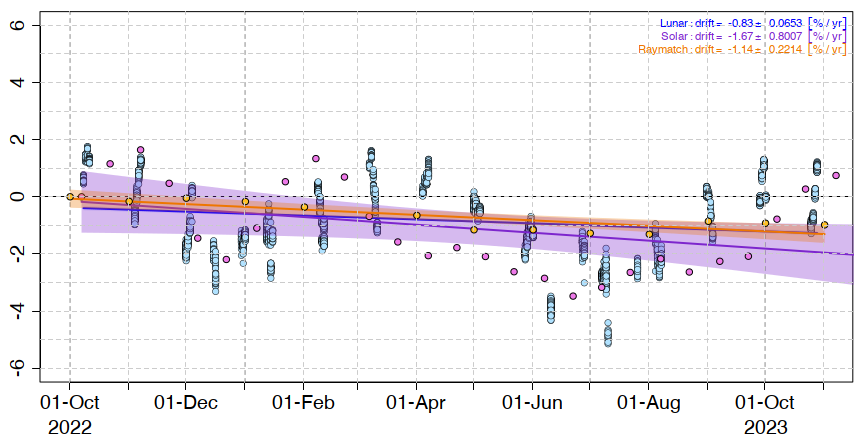 Lunar : drift = -0.83 ± 0.0653 [% / yr]
Solar : drift = -1.67 ± 0.8007 [% / yr]
Raymatch : drift = -1.14 ± 0.2214 [% / yr]
6
4
2
0
-2
-4
-6
01-Oct 01-Dec 01-Feb 01-Apr 01-Jun 01-Aug 01-Oct
2022 2023